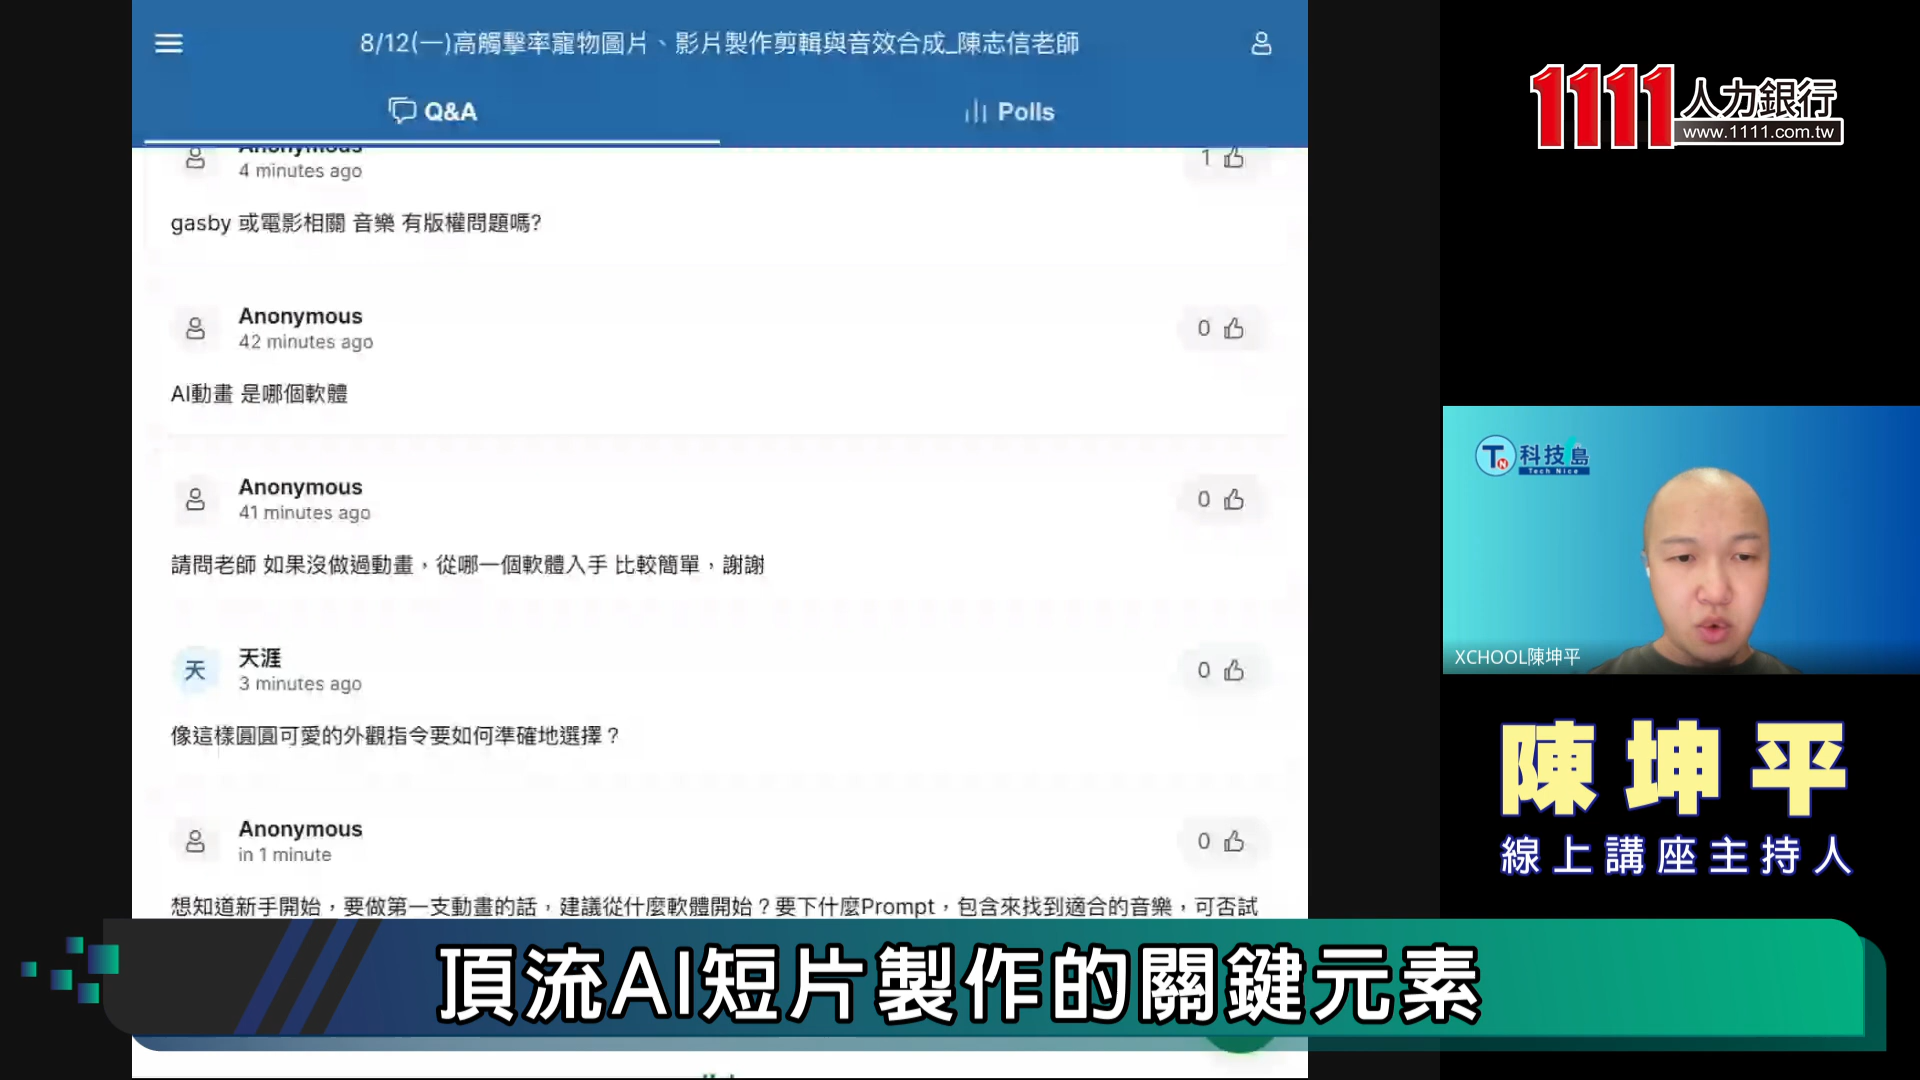 8/12(一)高觸擊率寵物圖片、影片製作剪輯與音效合成_陳志信老師
Q&A
Polls
Anonymous
4 minutes ago
1
gasby 或電影相關 音樂 有版權問題嗎?
Anonymous
42 minutes ago
0
AI動畫 是哪個軟體
Anonymous
41 minutes ago
0
請問老師 如果沒做過動畫，從哪一個軟體入手 比較簡單，謝謝
天
天涯
3 minutes ago
0
像這樣圓圓可愛的外觀指令要如何準確地選擇？
Anonymous
in 1 minute
0
想知道新手開始，要做第一支動畫的話，建議從什麼軟體開始？要下什麼Prompt，包含來找到適合的音樂，可否試
頂流AI短片製作的關鍵元素
1111人力銀行
www.1111.com.tw
TN 科技島
Tech Nice
XCHOOL陳坤平
陳坤平
線上講座主持人